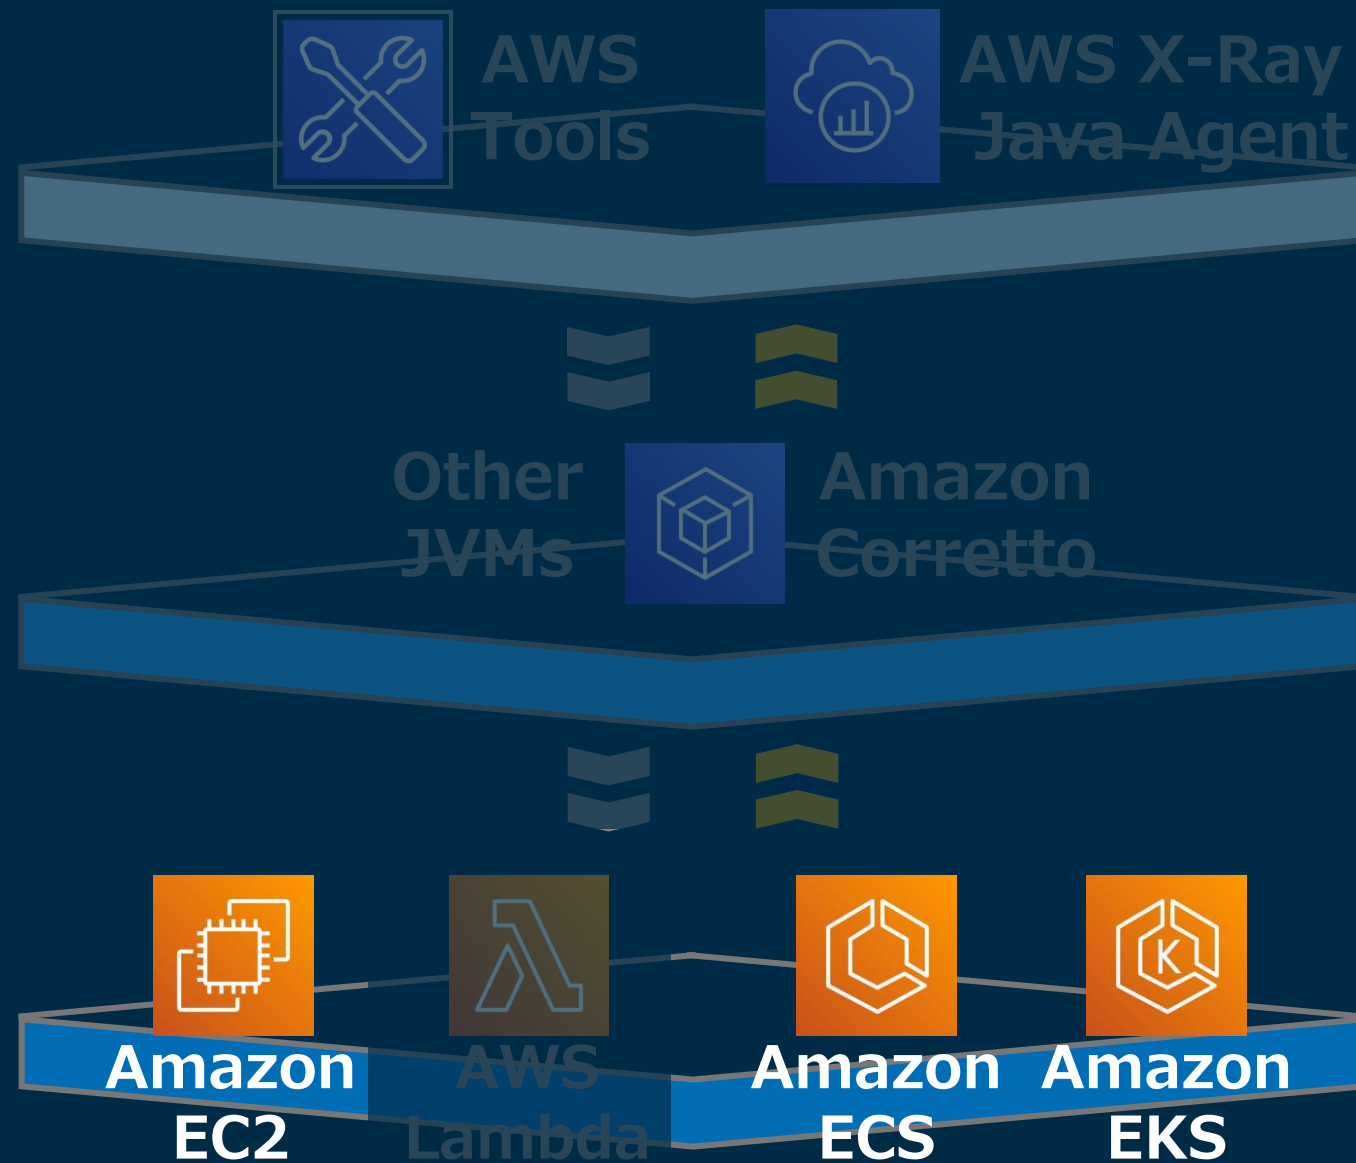 AWS
Tools
AWS X-Ray
Java Agent
Other
JVMs
Amazon
Corretto
K
Amazon
EC2
AWS
Lambda
Amazon
ECS
Amazon
EKS